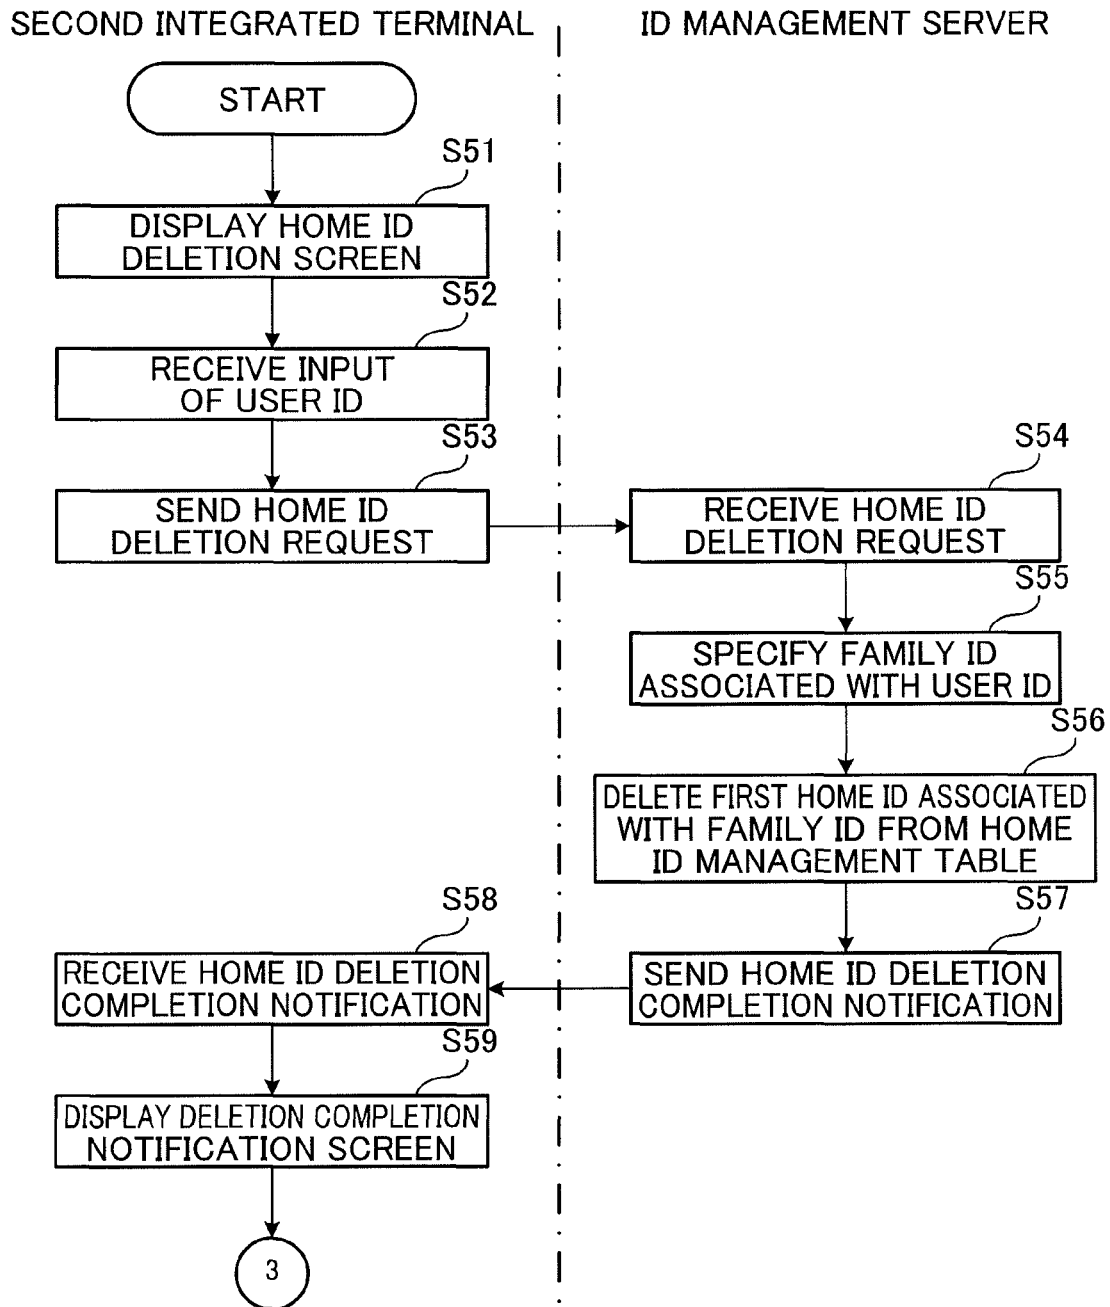 SECOND INTEGRATED TERMINAL
ID MANAGEMENT SERVER
START
S51
DISPLAY HOME ID
DELETION SCREEN
S52
RECEIVE INPUT
OF USER ID
S53
SEND HOME ID
DELETION REQUEST
S54
RECEIVE HOME ID
DELETION REQUEST
S55
SPECIFY FAMILY ID
ASSOCIATED WITH USER ID
S56
DELETE FIRST HOME ID ASSOCIATED
WITH FAMILY ID FROM HOME
ID MANAGEMENT TABLE
S57
SEND HOME ID DELETION
COMPLETION NOTIFICATION
S58
RECEIVE HOME ID DELETION
COMPLETION NOTIFICATION
S59
DISPLAY DELETION COMPLETION
NOTIFICATION SCREEN
3